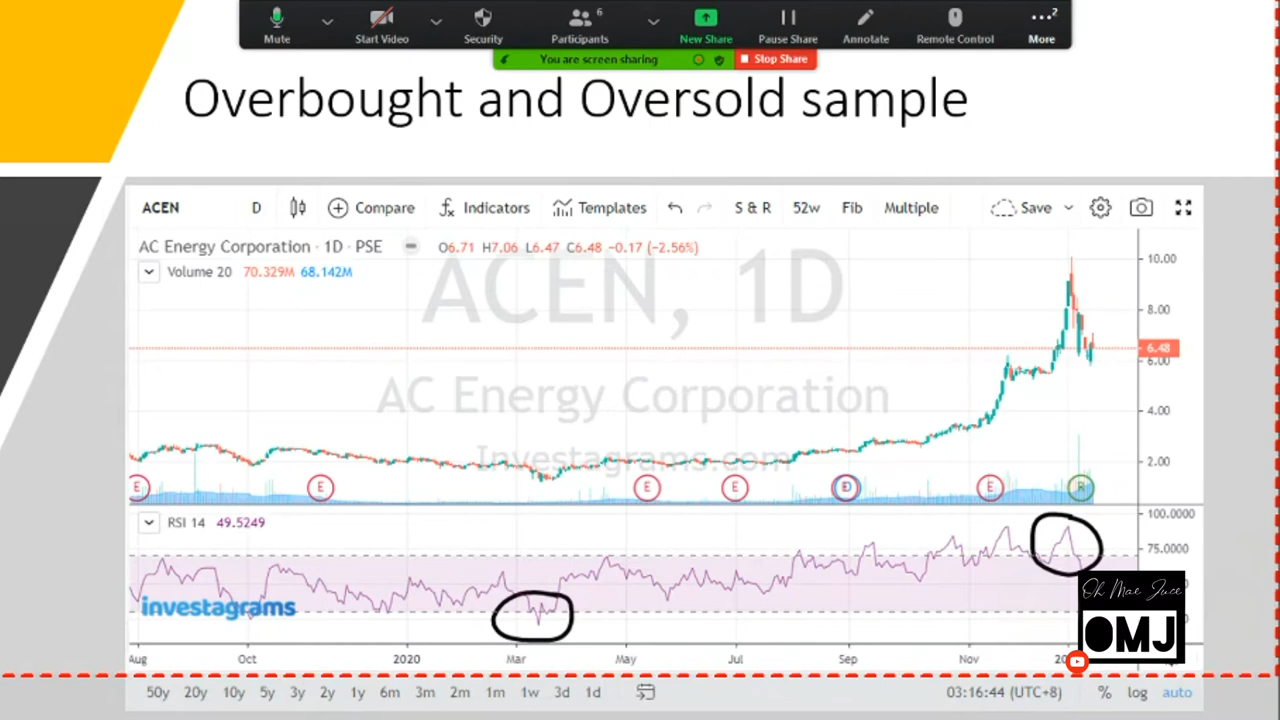 6
2
Mute
Start Video
Security
Participants
New Share
Pause Share
Annotate
Remote Control
More
You are screen sharing
Stop Share
Overbought and Oversold sample
ACEN D Compare Indicators Templates S & R 52w Fib Multiple Save
AC Energy Corporation · 1D · PSE O6.71 H7.06 L6.47 C6.48 −0.17 (−2.56%)
Volume 20 70.329M 68.142M
ACEN, 1D
AC Energy Corporation
Investagrams.com
10.00
8.00
6.48
6.00
4.00
2.00
E E E E D E R
RSI 14 49.5249
100.0000
75.0000
investagrams
Oh Mae Juce
OMJ
Aug Oct 2020 Mar May Jul Sep Nov
50y 20y 10y 5y 3y 2y 1y 6m 3m 2m 1m 1w 3d 1d 03:16:44 (UTC+8) % log auto